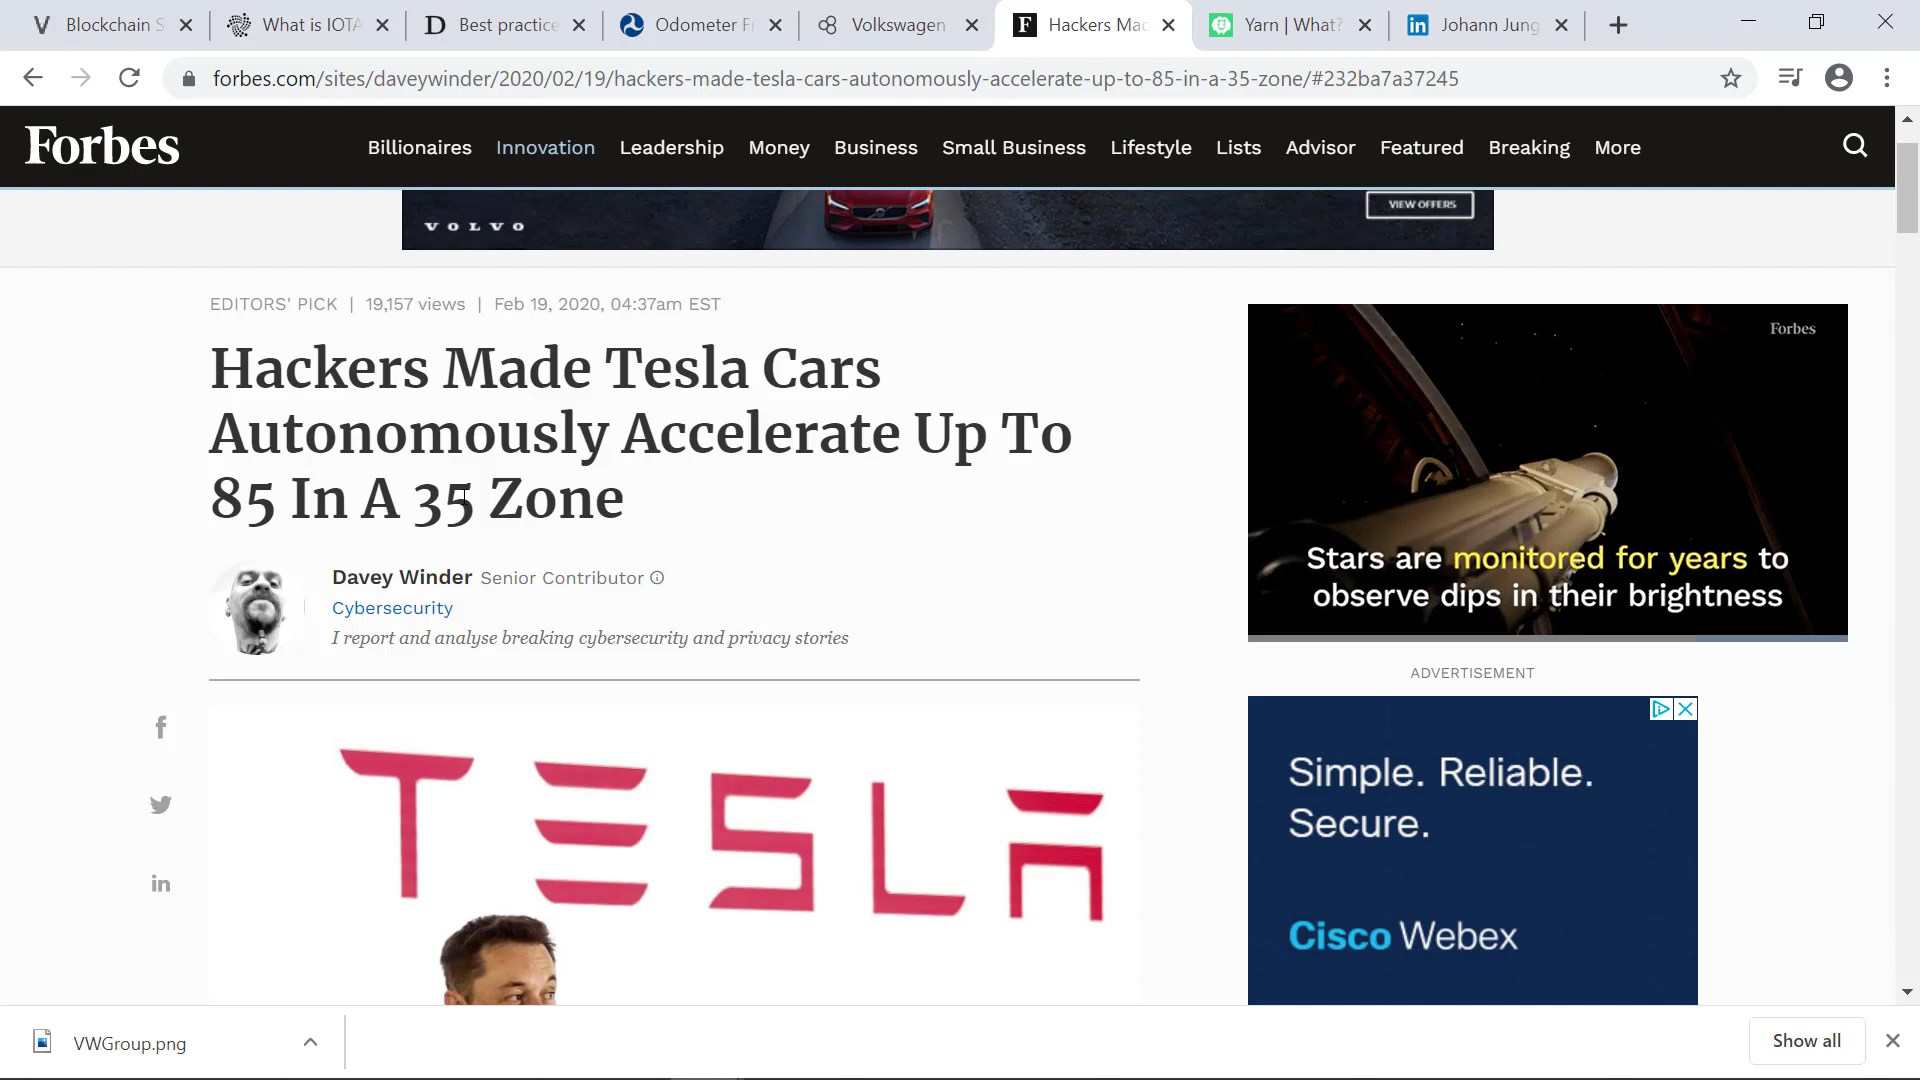 Blockchain S
What is IOTA
Best practice
Odometer Fr
Volkswagen
Hackers Mac
Yarn | What?
Johann Jung
forbes.com/sites/daveywinder/2020/02/19/hackers-made-tesla-cars-autonomously-accelerate-up-to-85-in-a-35-zone/#232ba7a37245
Forbes
Billionaires Innovation Leadership Money Business Small Business Lifestyle Lists Advisor Featured Breaking More
VOLVO
VIEW OFFERS
EDITORS' PICK | 19,157 views | Feb 19, 2020, 04:37am EST
Hackers Made Tesla Cars
Autonomously Accelerate Up To
85 In A 35 Zone
Davey Winder Senior Contributor
Cybersecurity
I report and analyse breaking cybersecurity and privacy stories
TESLA
Forbes
Stars are monitored for years to
observe dips in their brightness
ADVERTISEMENT
Simple. Reliable.
Secure.
Cisco Webex
VWGroup.png
Show all